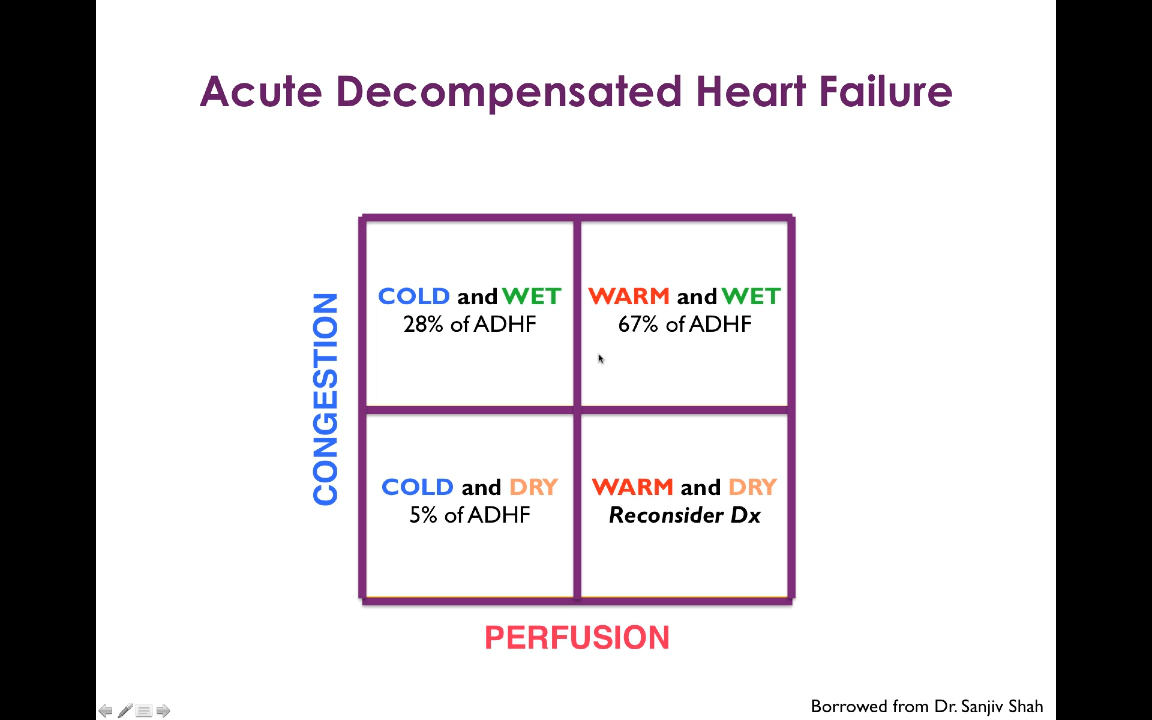 Acute Decompensated Heart Failure
COLD and WET
28% of ADHF
WARM and WET
67% of ADHF
CONGESTION
COLD and DRY
5% of ADHF
WARM and DRY
Reconsider Dx
PERFUSION
Borrowed from Dr. Sanjiv Shah